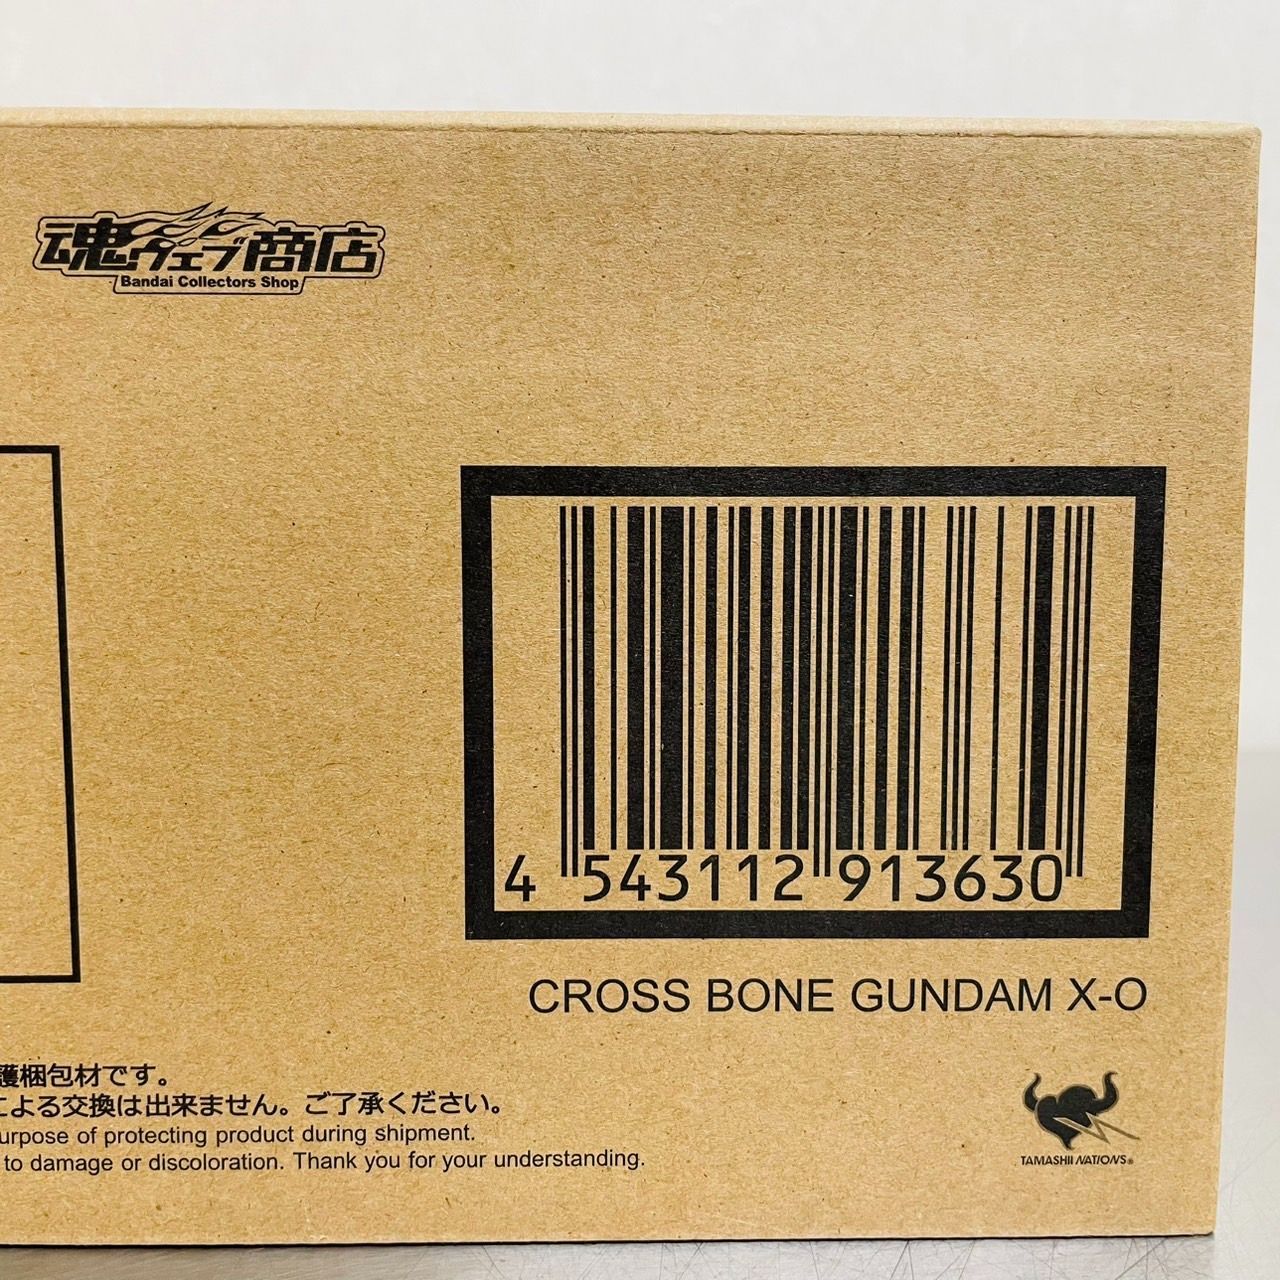 魂ウェブ商店
Bandai Collectors Shop
4 543112 913630
CROSS BONE GUNDAM X-O
護梱包材です。
による交換は出来ません。ご了承ください。
urpose of protecting product during shipment.
to damage or discoloration. Thank you for your understanding.
TAMASHII NATIONS®